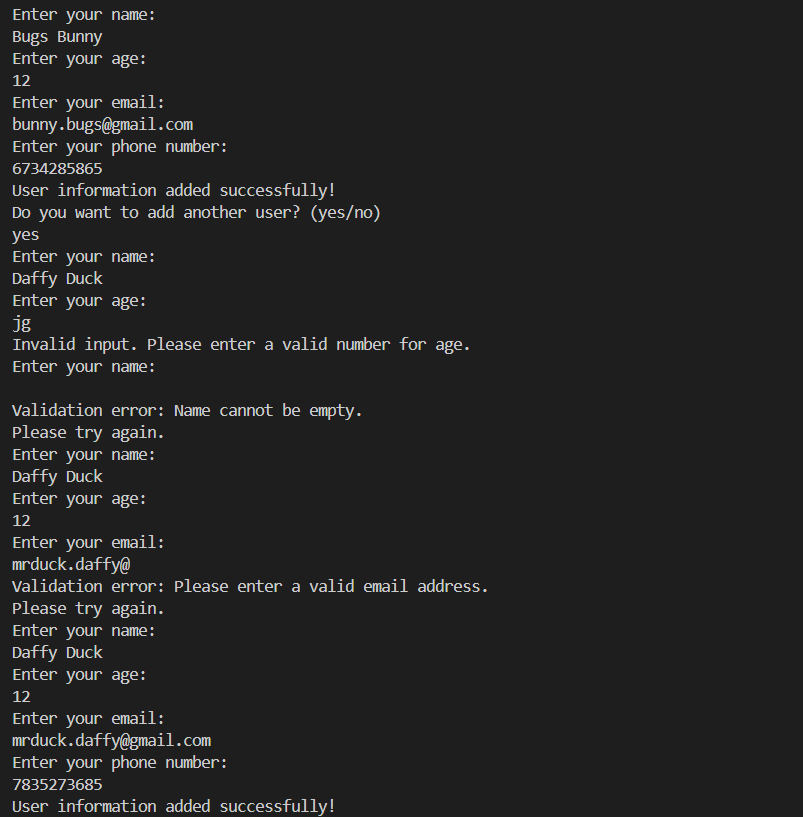 Enter your name:
Bugs Bunny
Enter your age:
12
Enter your email:
bunny.bugs@gmail.com
Enter your phone number:
6734285865
User information added successfully!
Do you want to add another user? (yes/no)
yes
Enter your name:
Daffy Duck
Enter your age:
jg
Invalid input. Please enter a valid number for age.
Enter your name:

Validation error: Name cannot be empty.
Please try again.
Enter your name:
Daffy Duck
Enter your age:
12
Enter your email:
mrduck.daffy@
Validation error: Please enter a valid email address.
Please try again.
Enter your name:
Daffy Duck
Enter your age:
12
Enter your email:
mrduck.daffy@gmail.com
Enter your phone number:
7835273685
User information added successfully!